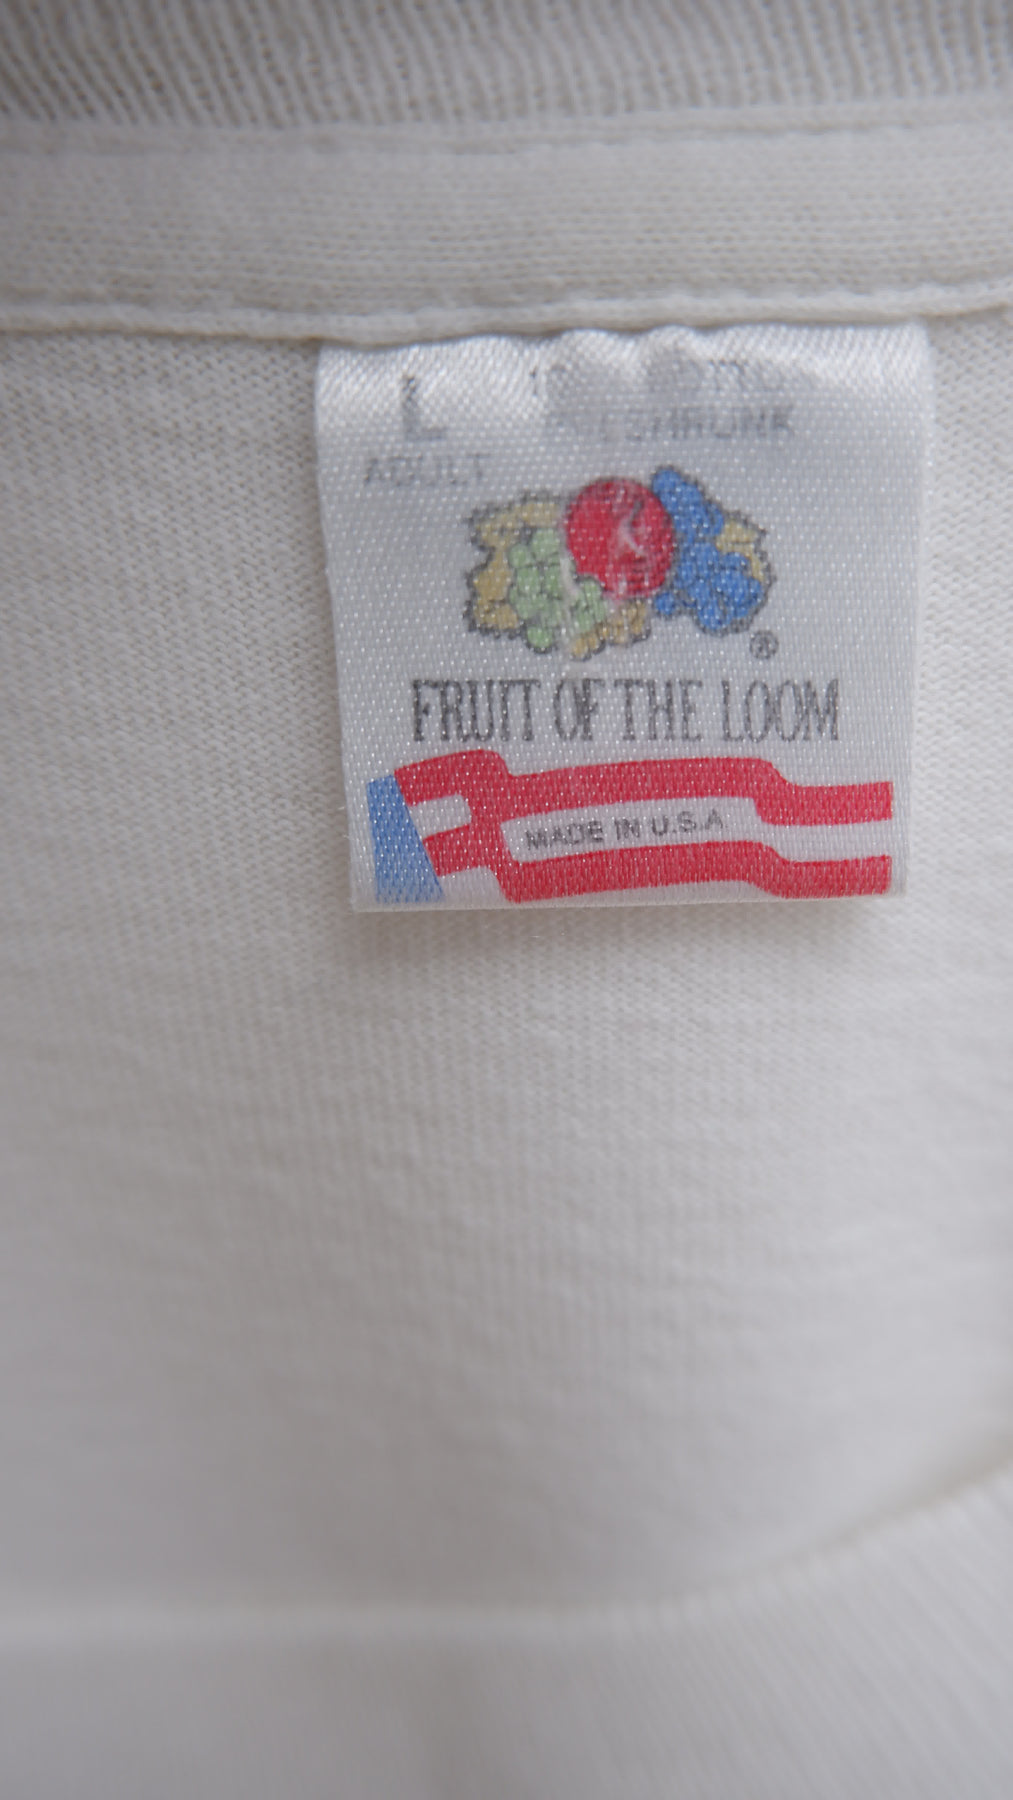 L
ADULT
FRUIT OF THE LOOM
®
MADE IN U.S.A